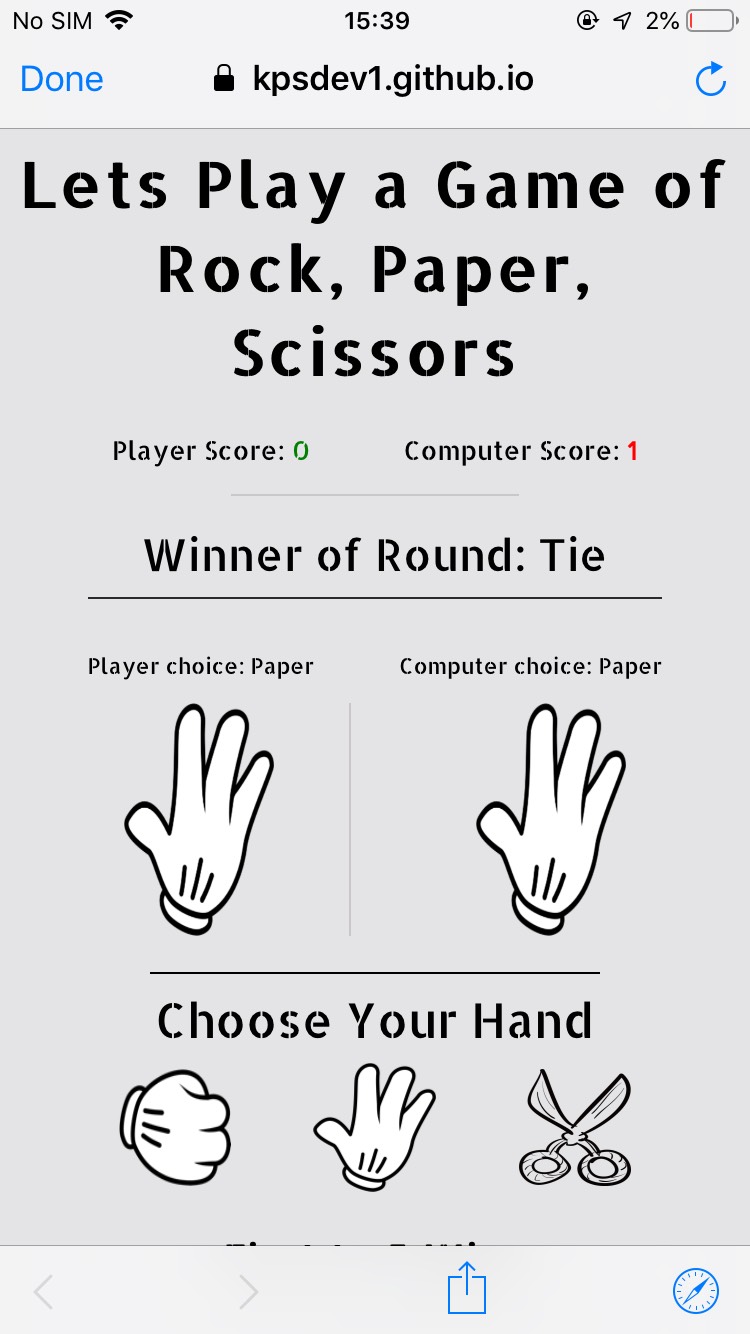 No SIM 15:39 2%
Done kpsdev1.github.io
Lets Play a Game of
Rock, Paper,
Scissors
Player Score: 0 Computer Score: 1
Winner of Round: Tie
Player choice: Paper Computer choice: Paper
Choose Your Hand